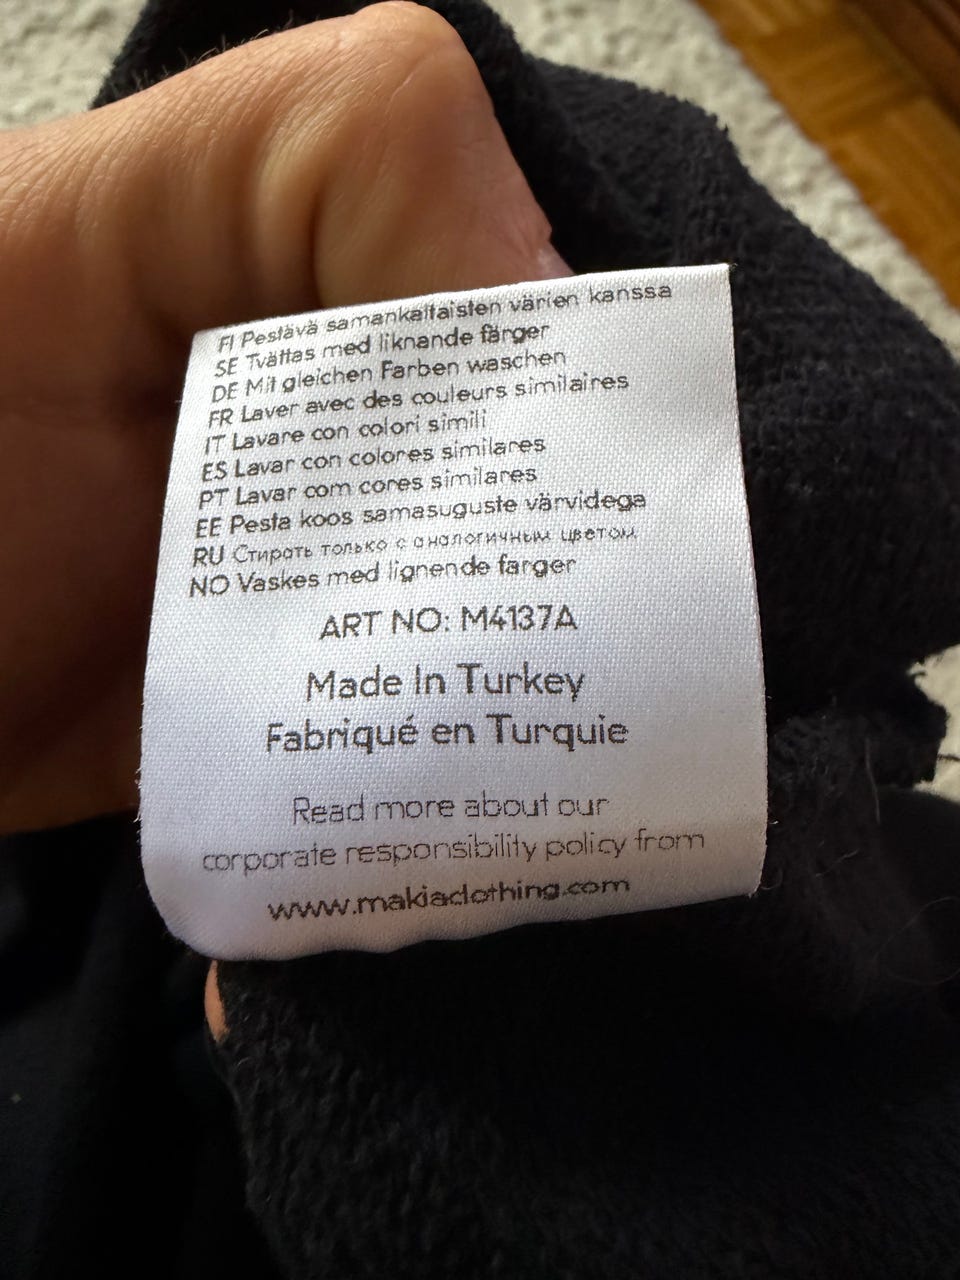 FI Pestävä samankaltaisten värien kanssa
SE Tvättas med liknande färger
DE Mit gleichen Farben waschen
FR Laver avec des couleurs similaires
IT Lavare con colori simili
ES Lavar con colores similares
PT Lavar com cores similares
EE Pesta koos samasuguste värvidega
RU Стирать только с аналогичным цветом
NO Vaskes med lignende farger
ART NO: M4137A
Made In Turkey
Fabriqué en Turquie
Read more about our
corporate responsibility policy from
www.makiaclothing.com